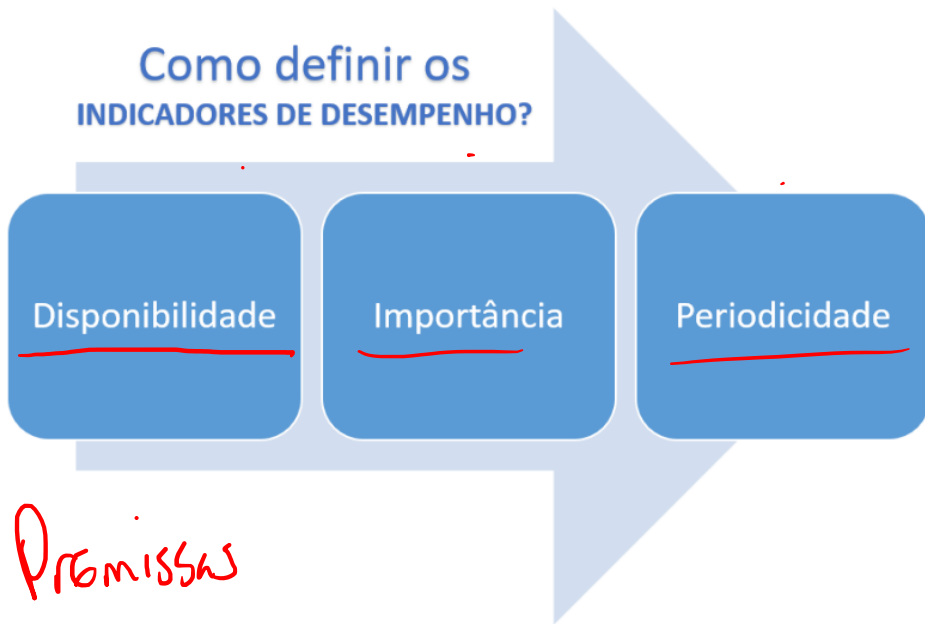 Como definir os
INDICADORES DE DESEMPENHO?
Disponibilidade
Importância
Periodicidade
Premissas